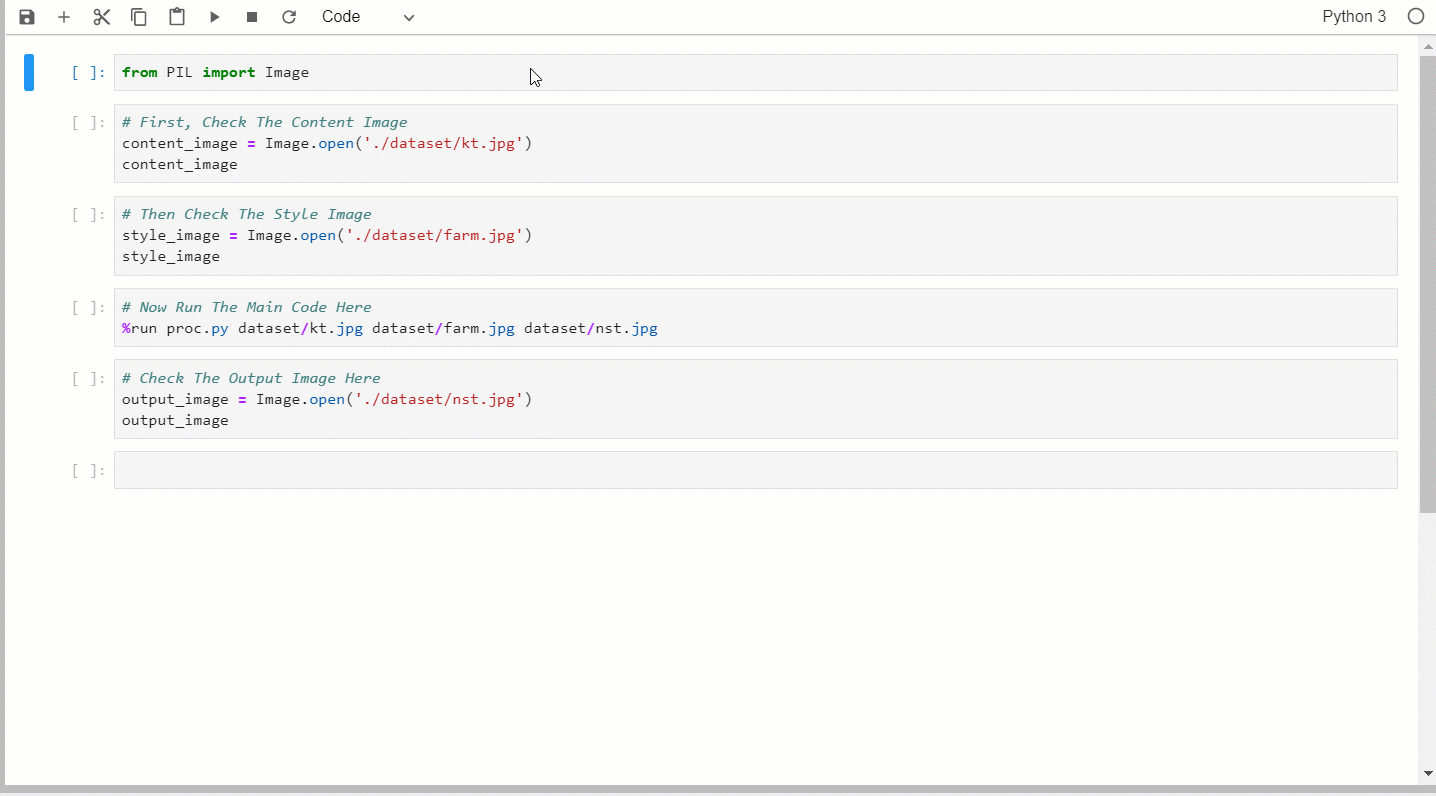 Code
Python 3
[ ]: from PIL import Image
[ ]: # First, Check The Content Image
content_image = Image.open('./dataset/kt.jpg')
content_image
[ ]: # Then Check The Style Image
style_image = Image.open('./dataset/farm.jpg')
style_image
[ ]: # Now Run The Main Code Here
%run proc.py dataset/kt.jpg dataset/farm.jpg dataset/nst.jpg
[ ]: # Check The Output Image Here
output_image = Image.open('./dataset/nst.jpg')
output_image
[ ]: